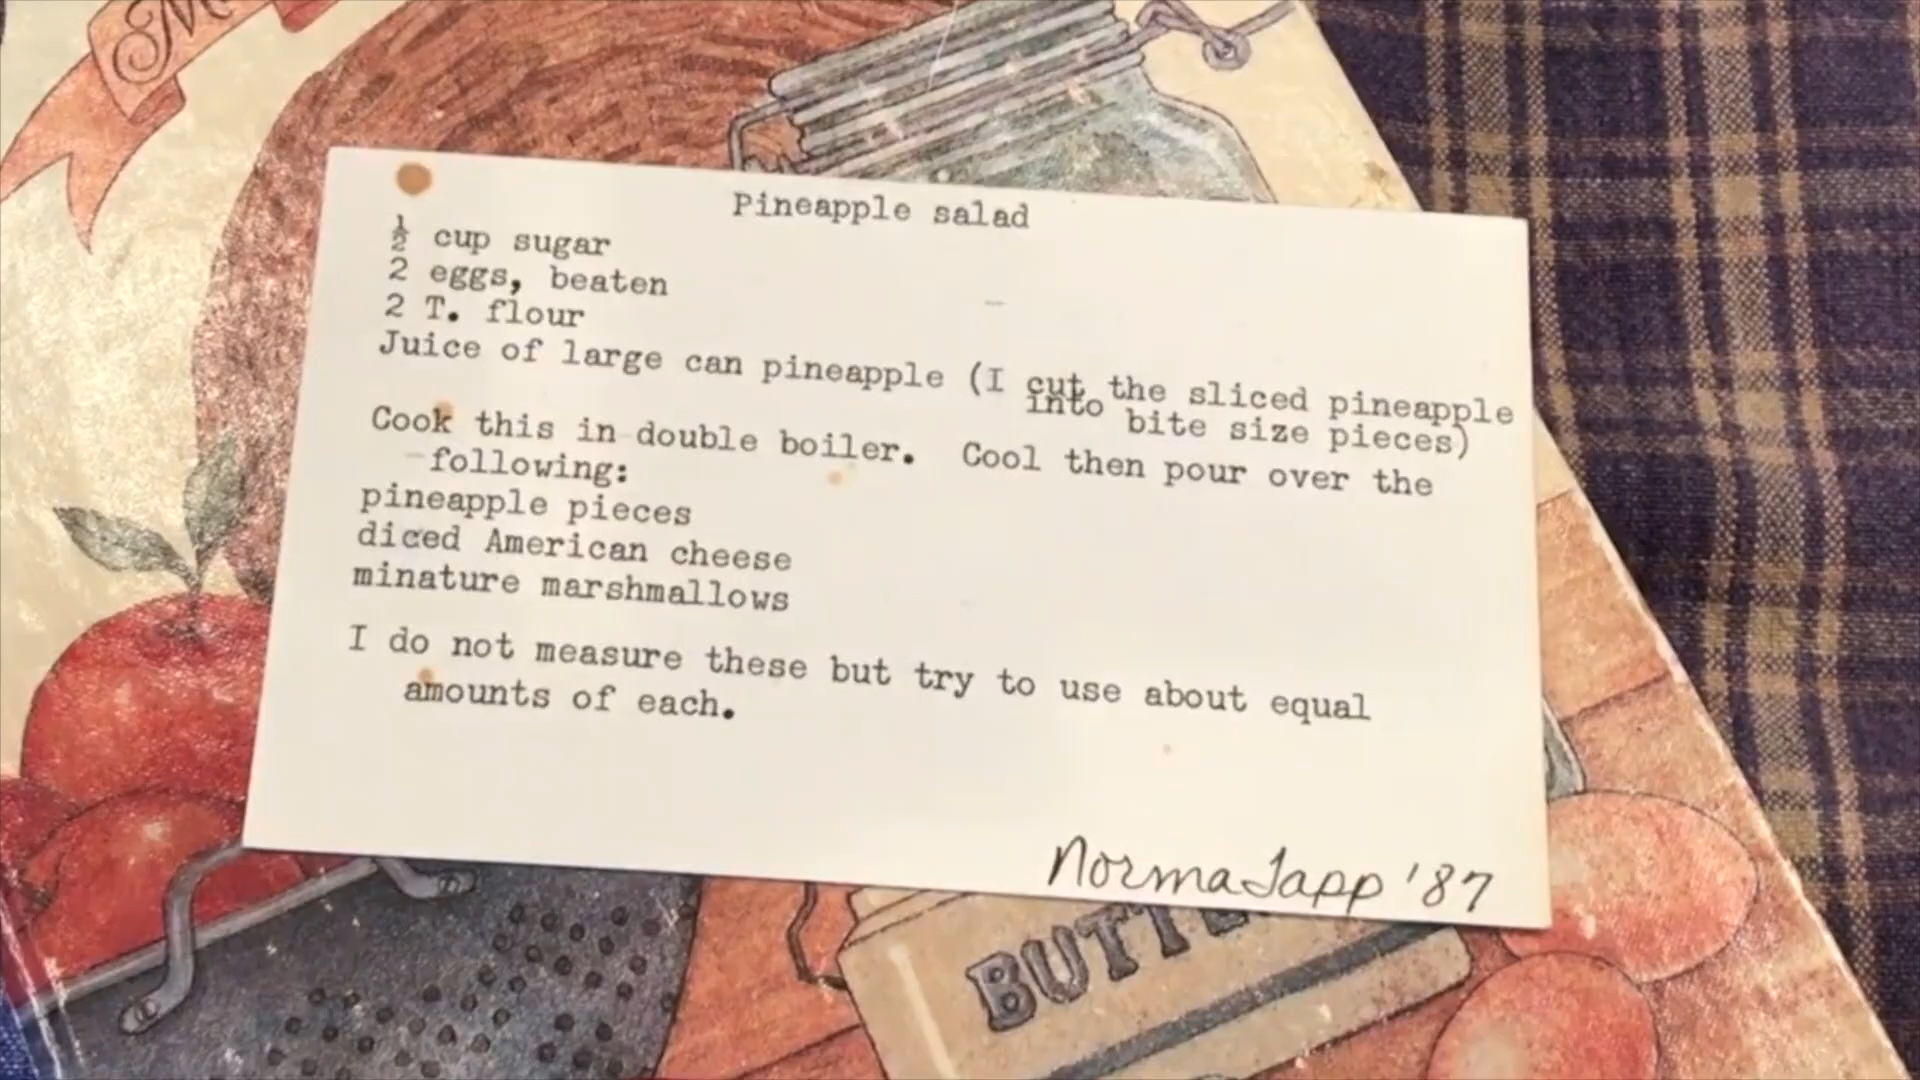 Pineapple salad
½ cup sugar
2 eggs, beaten
2 T. flour
Juice of large can pineapple (I cut the sliced pineapple
into bite size pieces)
Cook this in double boiler. Cool then pour over the
following:
pineapple pieces
diced American cheese
minature marshmallows
I do not measure these but try to use about equal
amounts of each.
Norma Tapp '87